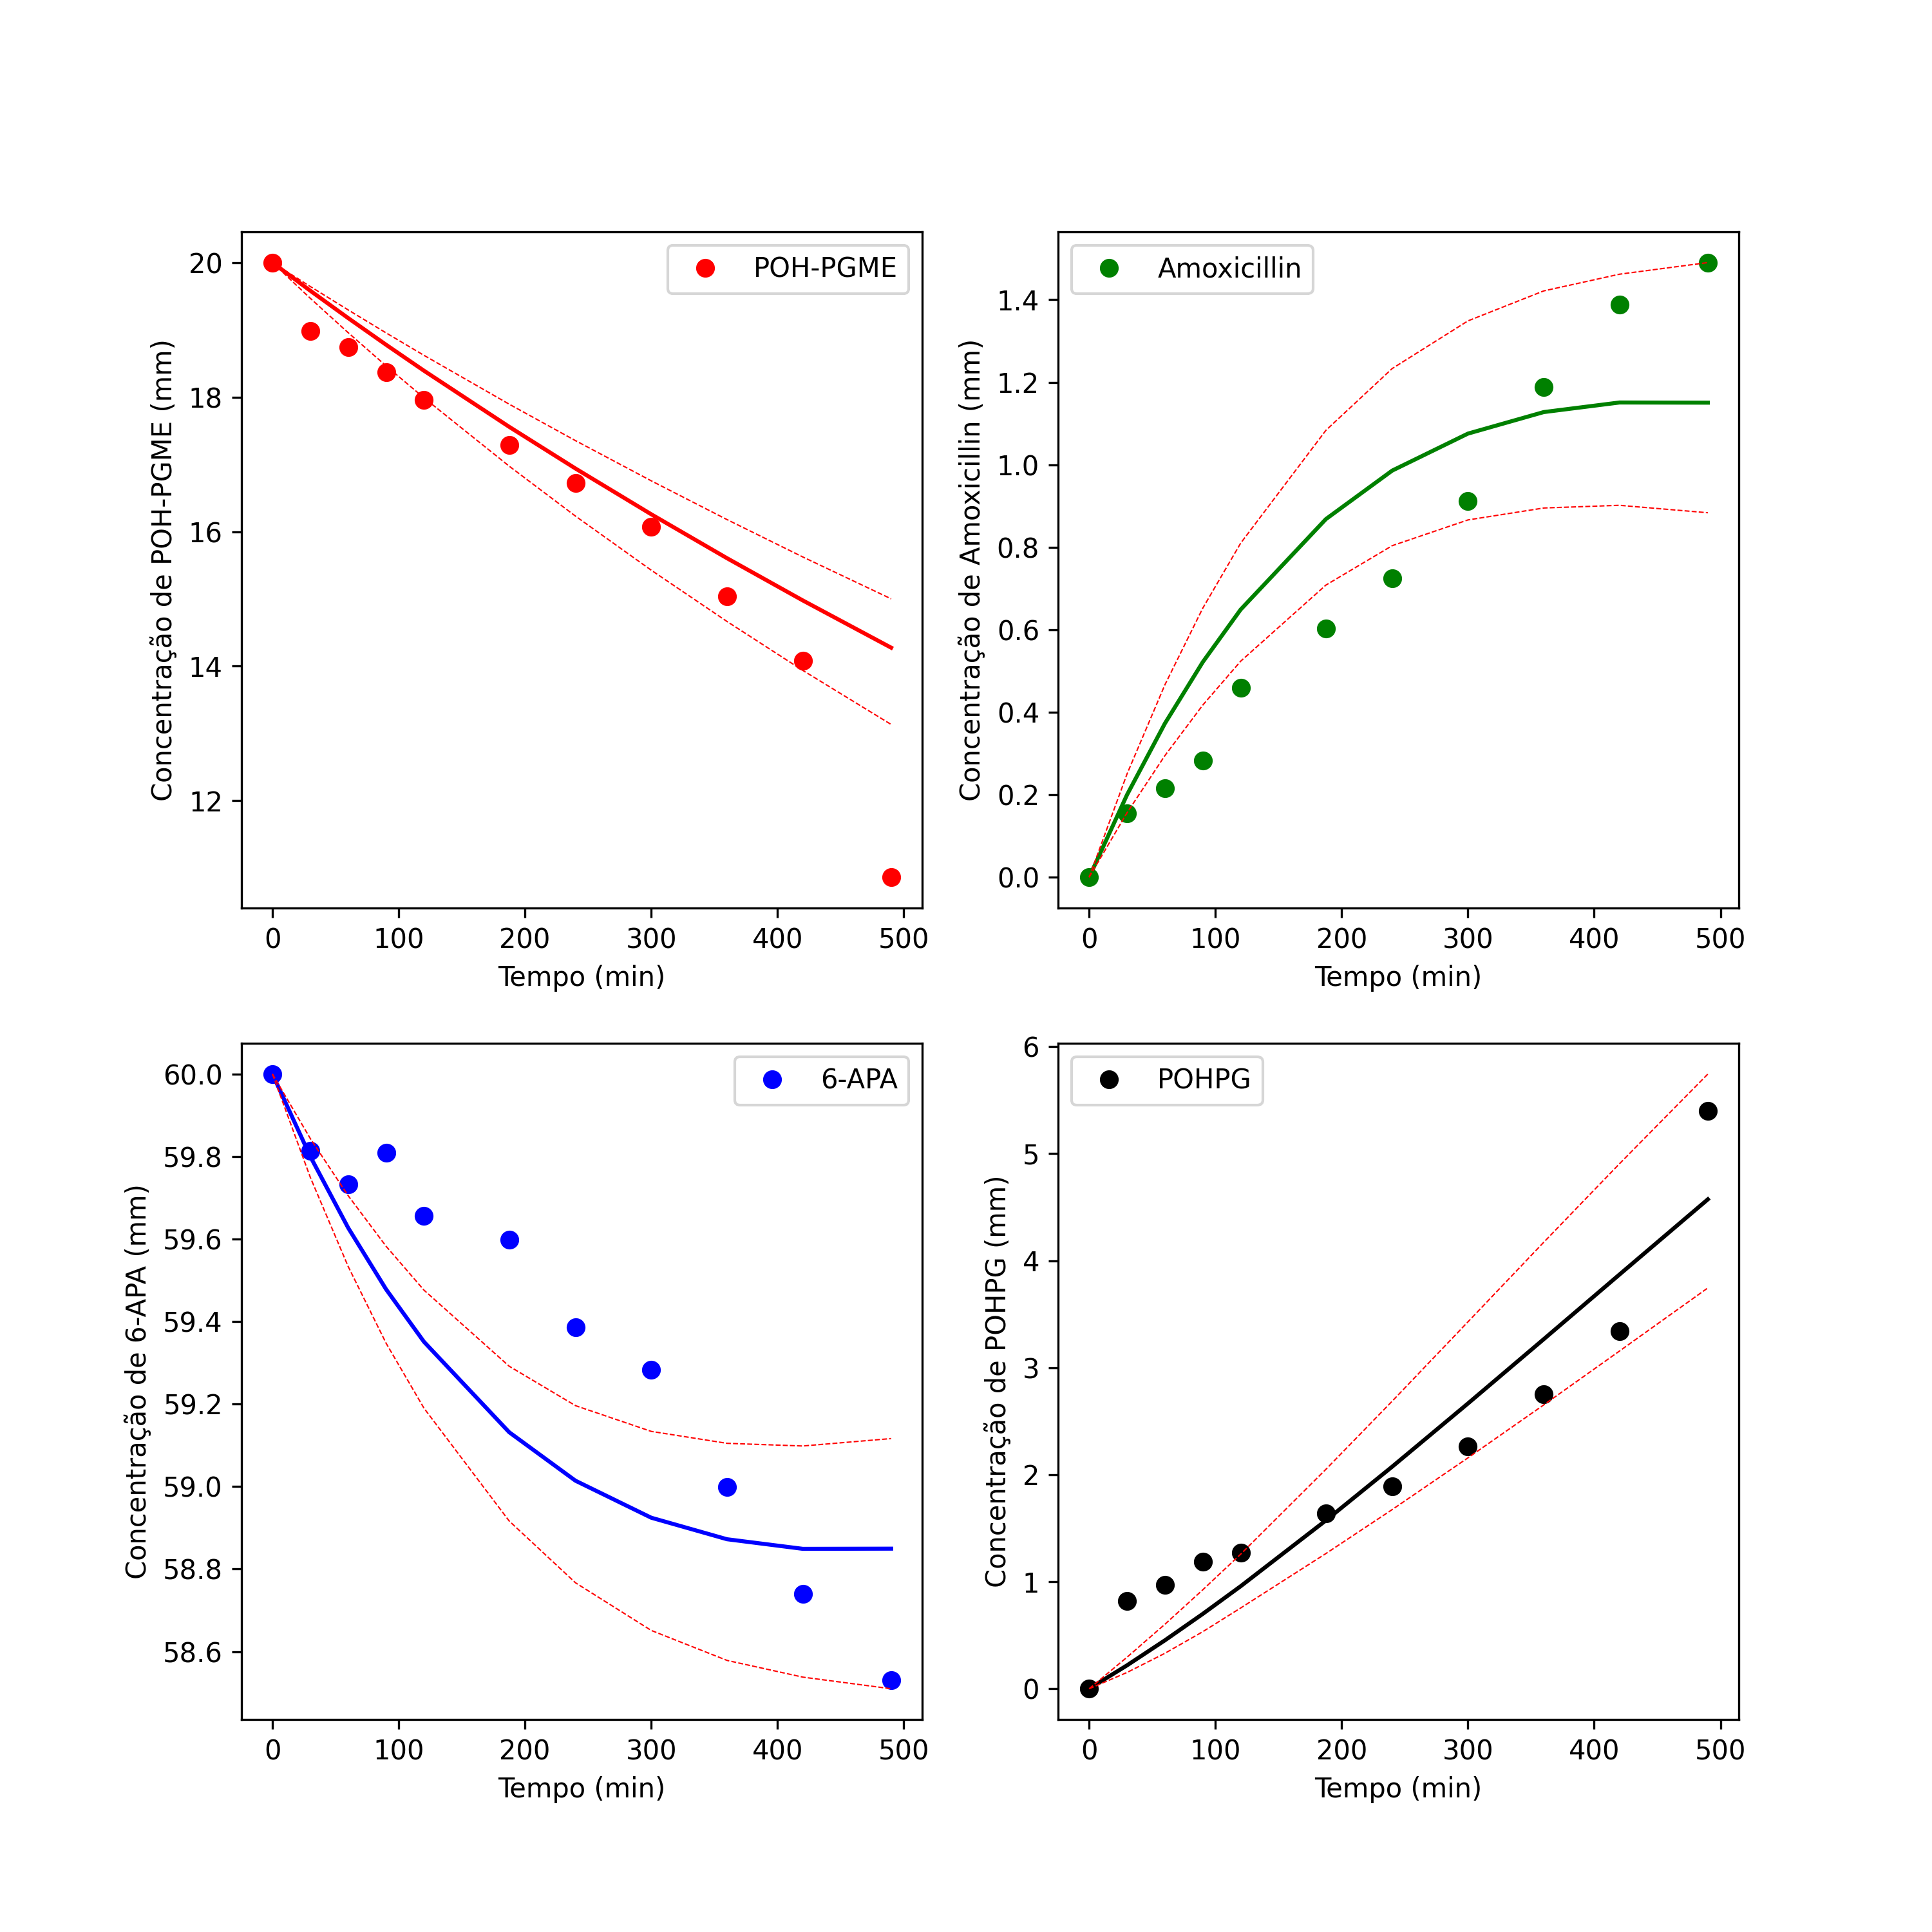 POH-PGME
Concentração de POH-PGME (mm)
20
18
16
14
12
0 100 200 300 400 500
Tempo (min)
Amoxicillin
Concentração de Amoxicillin (mm)
1.4
1.2
1.0
0.8
0.6
0.4
0.2
0.0
0 100 200 300 400 500
Tempo (min)
6-APA
Concentração de 6-APA (mm)
60.0
59.8
59.6
59.4
59.2
59.0
58.8
58.6
0 100 200 300 400 500
Tempo (min)
POHPG
Concentração de POHPG (mm)
6
5
4
3
2
1
0
0 100 200 300 400 500
Tempo (min)